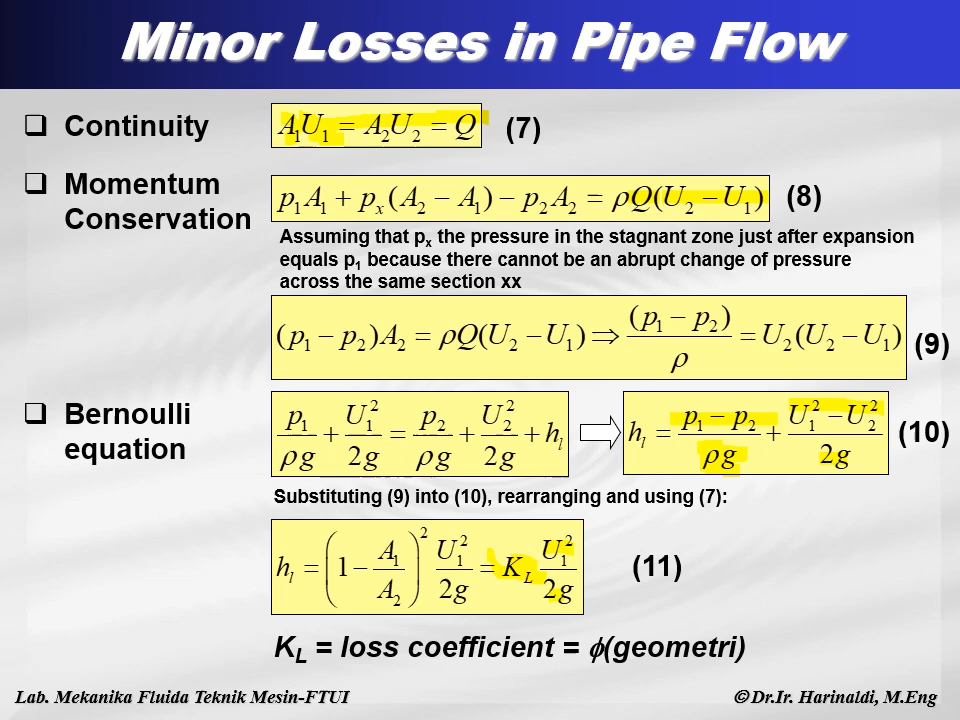 Minor Losses in Pipe Flow
❑ Continuity
A₁U₁ = A₂U₂ = Q (7)
❑ Momentum
Conservation
p₁A₁ + pₓ(A₂ − A₁) − p₂A₂ = ρQ(U₂ − U₁) (8)
Assuming that pₓ the pressure in the stagnant zone just after expansion
equals p₁ because there cannot be an abrupt change of pressure
across the same section xx
(p₁ − p₂)A₂ = ρQ(U₂ − U₁) ⇒ (p₁ − p₂)/ρ = U₂(U₂ − U₁) (9)
❑ Bernoulli
equation
p₁/ρg + U₁²/2g = p₂/ρg + U₂²/2g + hₗ ⇨ hₗ = (p₁ − p₂)/ρg + (U₁² − U₂²)/2g (10)
Substituting (9) into (10), rearranging and using (7):
hₗ = (1 − A₁/A₂)² U₁²/2g = K_L U₁²/2g (11)
K_L = loss coefficient = ϕ(geometri)
Lab. Mekanika Fluida Teknik Mesin-FTUI
© Dr.Ir. Harinaldi, M.Eng